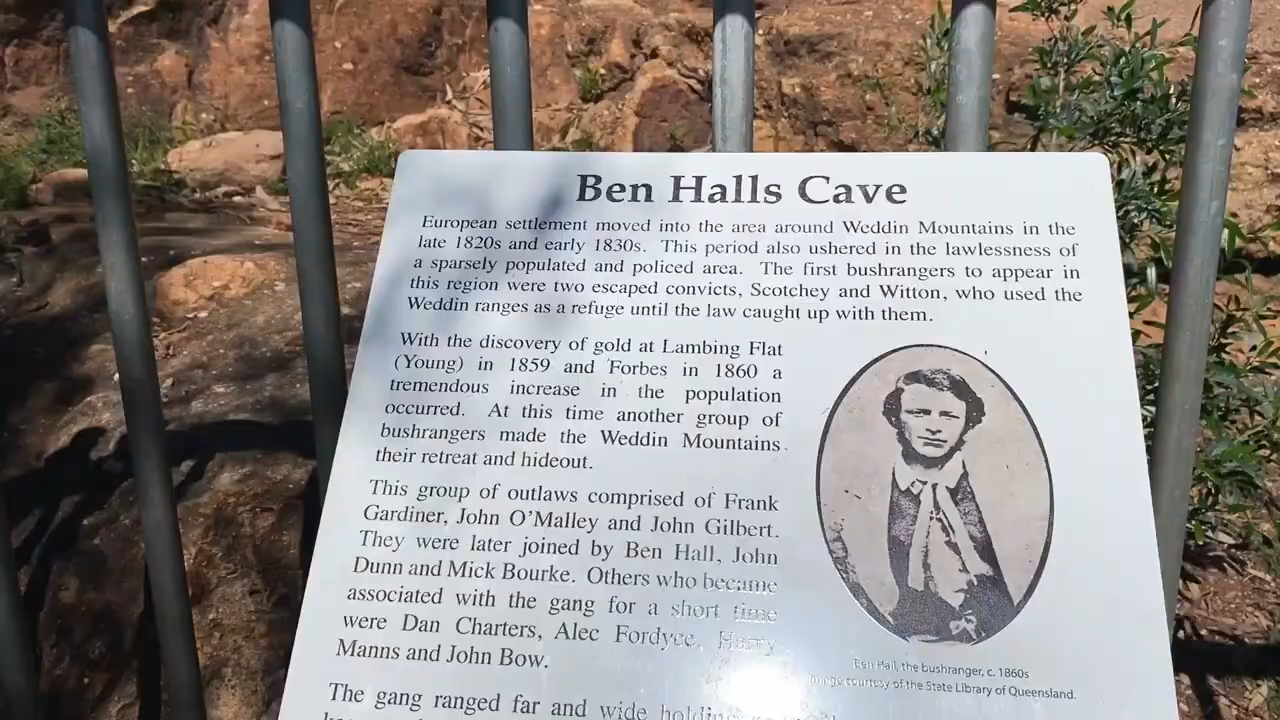 Ben Halls Cave
European settlement moved into the area around Weddin Mountains in the
late 1820s and early 1830s. This period also ushered in the lawlessness of
a sparsely populated and policed area. The first bushrangers to appear in
this region were two escaped convicts, Scotchey and Witton, who used the
Weddin ranges as a refuge until the law caught up with them.
With the discovery of gold at Lambing Flat
(Young) in 1859 and Forbes in 1860 a
tremendous increase in the population
occurred. At this time another group of
bushrangers made the Weddin Mountains
their retreat and hideout.
This group of outlaws comprised of Frank
Gardiner, John O'Malley and John Gilbert.
They were later joined by Ben Hall, John
Dunn and Mick Bourke. Others who became
associated with the gang for a short time
were Dan Charters, Alec Fordyce, Harry
Manns and John Bow.
The gang ranged far and wide holding
Ben Hall, the bushranger, c. 1860s
Image courtesy of the State Library of Queensland.